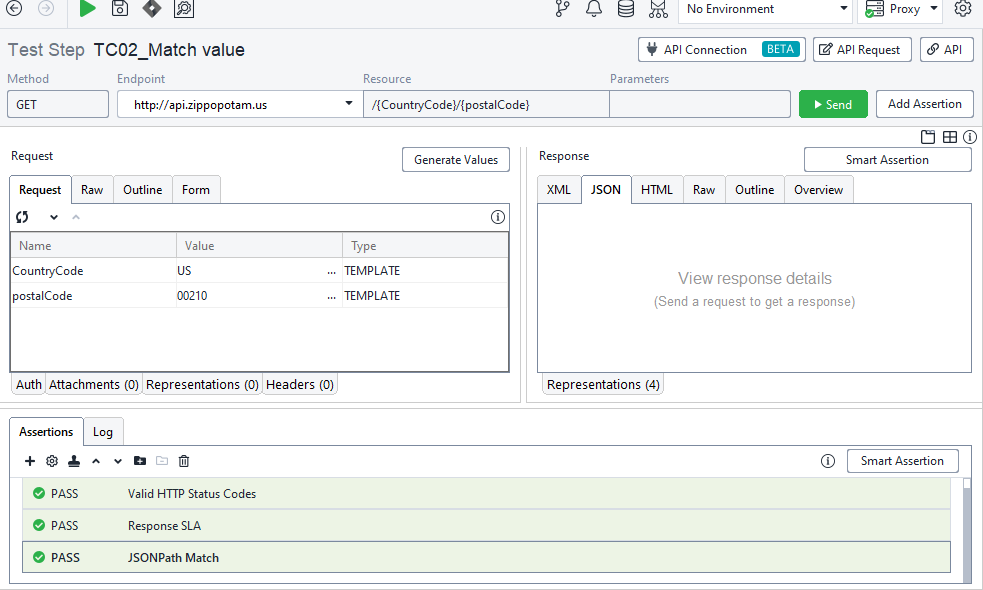 No Environment
Proxy
Test Step TC02_Match value
API Connection BETA
API Request
API
Method Endpoint Resource Parameters
GET http://api.zippopotam.us /{CountryCode}/{postalCode} Send Add Assertion
Request Generate Values
Request Raw Outline Form
Name Value Type
CountryCode US ... TEMPLATE
postalCode 00210 ... TEMPLATE
Auth Attachments (0) Representations (0) Headers (0)
Response Smart Assertion
XML JSON HTML Raw Outline Overview
View response details
(Send a request to get a response)
Representations (4)
Assertions Log
Smart Assertion
PASS Valid HTTP Status Codes
PASS Response SLA
PASS JSONPath Match